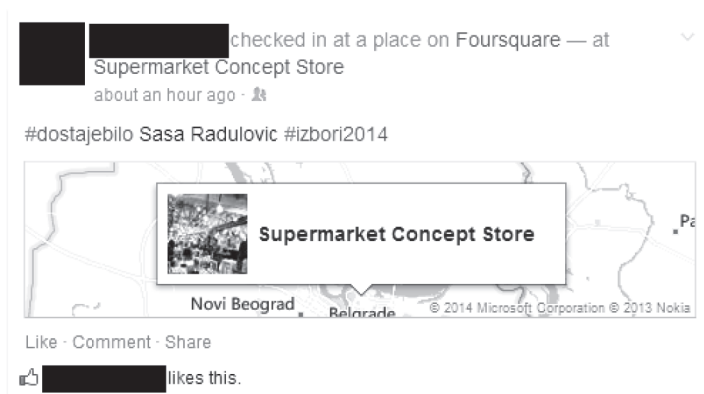 checked in at a place on Foursquare — at
Supermarket Concept Store
about an hour ago ·
#dostajebilo Sasa Radulovic #izbori2014
Supermarket Concept Store
Pa
Novi Beograd
Belgrade
© 2014 Microsoft Corporation © 2013 Nokia
Like · Comment · Share
likes this.